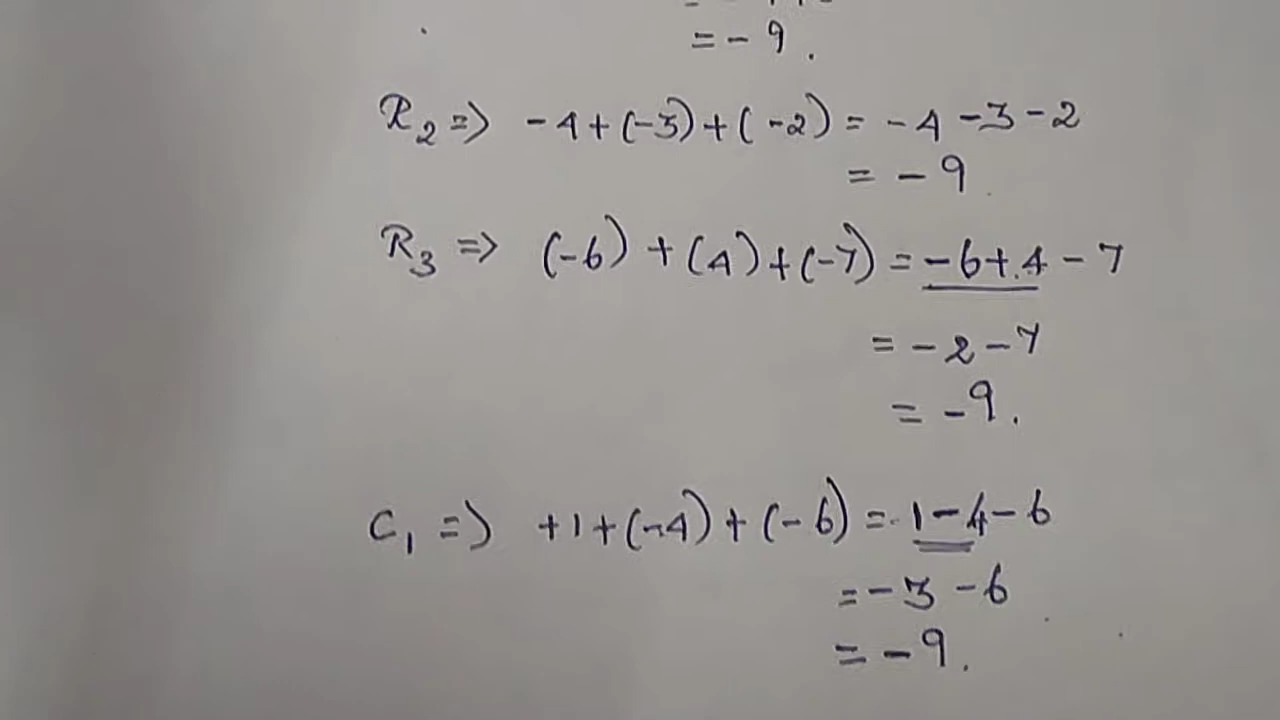 = - 9 .
R2 => - 4 + (-3) + ( -2) = - 4 - 3 - 2
= - 9
R3 => (-6) + (4) + (-7) = -6 + 4 - 7
= - 2 - 7
= - 9 .
C1 => +1 + (-4) + (- 6) = 1 - 4 - 6
= - 3 - 6
= - 9 .